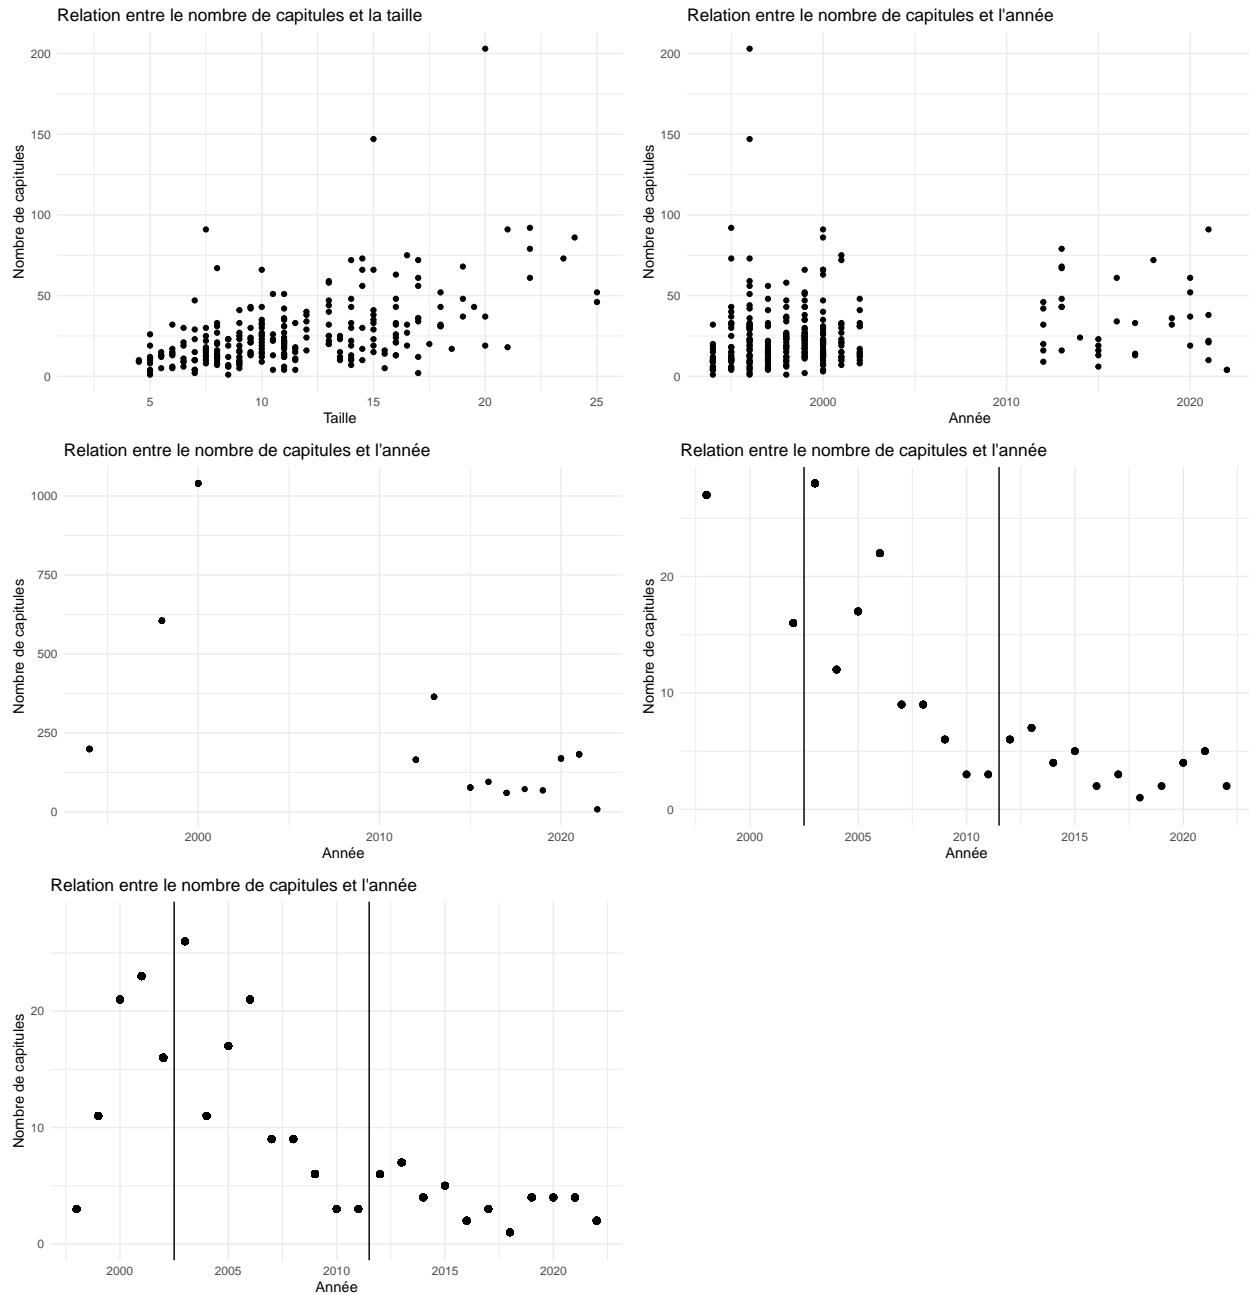 Relation entre le nombre de capitules et la taille
Nombre de capitules
200
150
100
50
0
5 10 15 20 25
Taille
Relation entre le nombre de capitules et l'année
Nombre de capitules
200
150
100
50
0
2000 2010 2020
Année
Relation entre le nombre de capitules et l'année
Nombre de capitules
1000
750
500
250
0
2000 2010 2020
Année
Relation entre le nombre de capitules et l'année
Nombre de capitules
20
10
0
2000 2005 2010 2015 2020
Année
Relation entre le nombre de capitules et l'année
Nombre de capitules
20
10
0
2000 2005 2010 2015 2020
Année